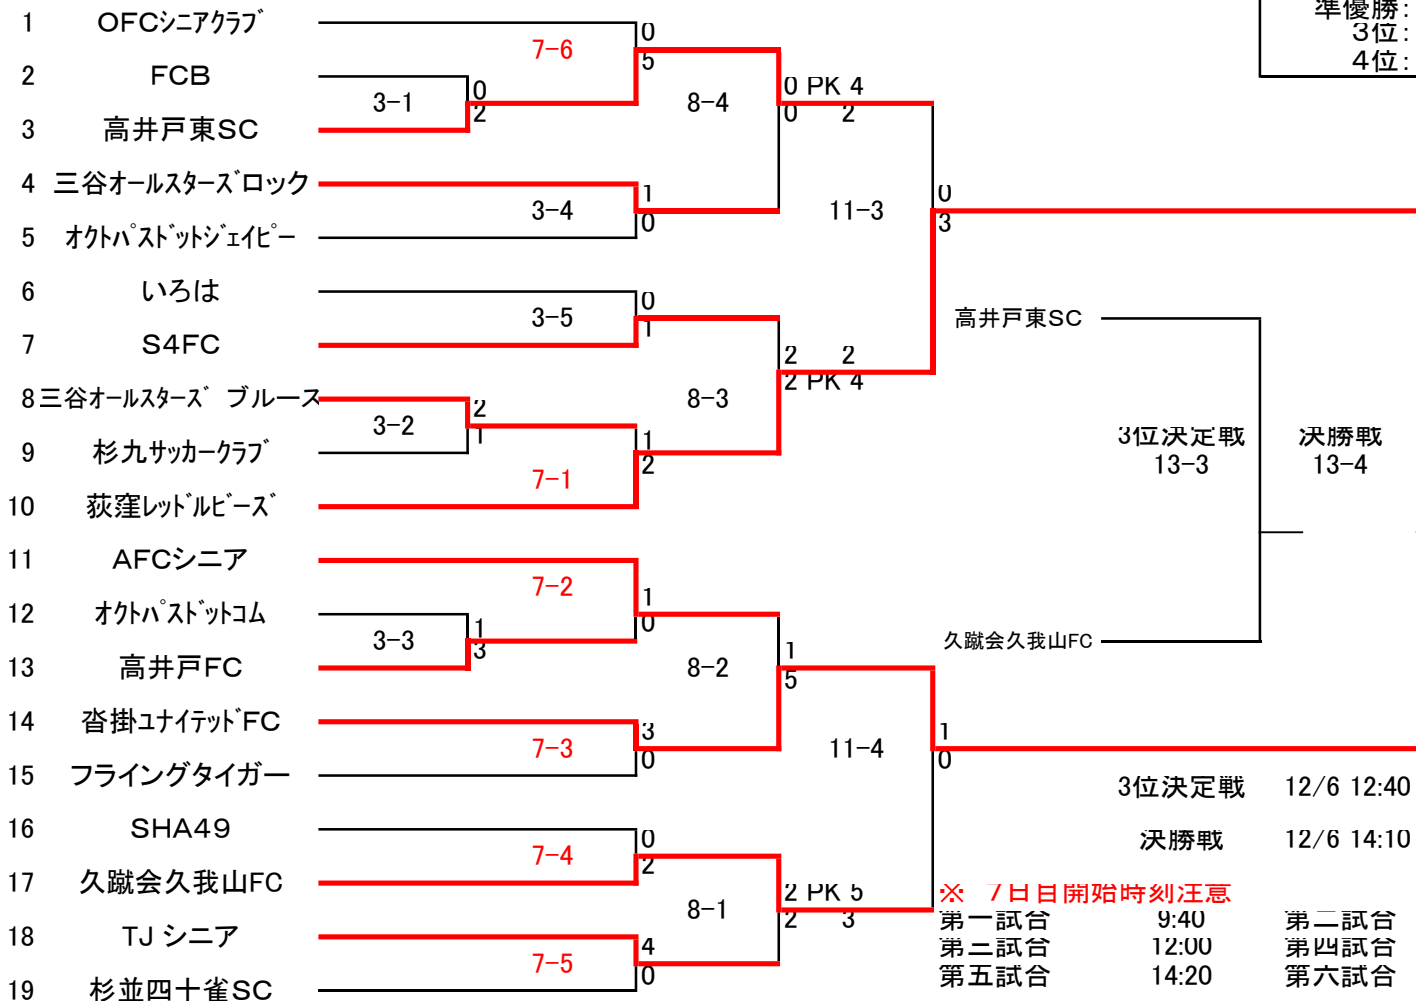 準優勝:
3位:
4位:
1 OFCシニアクラブ
0
7-6
5
2 FCB
0 PK 4
3-1
0
2
8-4
0 2
3 高井戸東SC
4 三谷オールスターズロック
1
0
3-4
0
11-3
3
5 オクトパスドットジェイピー
6 いろは
0
3-5
1
高井戸東SC
7 S4FC
2 2
2 PK 4
8 三谷オールスターズ ブルース
2
8-3
3-2
1
1
2
3位決定戦
13-3
決勝戦
13-4
9 杉九サッカークラブ
7-1
10 荻窪レッドルビーズ
11 AFCシニア
7-2
1
0
12 オクトパスドットコム
1
3-3
3
久蹴会久我山FC
13 高井戸FC
8-2
1
5
14 沓掛ユナイテッドFC
3
7-3
0
11-4
1
0
15 フライングタイガー
3位決定戦 12/6 12:40
16 SHA49
0
7-4
2
決勝戦 12/6 14:10
17 久蹴会久我山FC
2 PK 5
8-1
2 3
※ 7日目開始時刻注意
第一試合 9:40 第二試合
18 TJ シニア
4
第三試合 12:00 第四試合
7-5
0
第五試合 14:20 第六試合
19 杉並四十雀SC